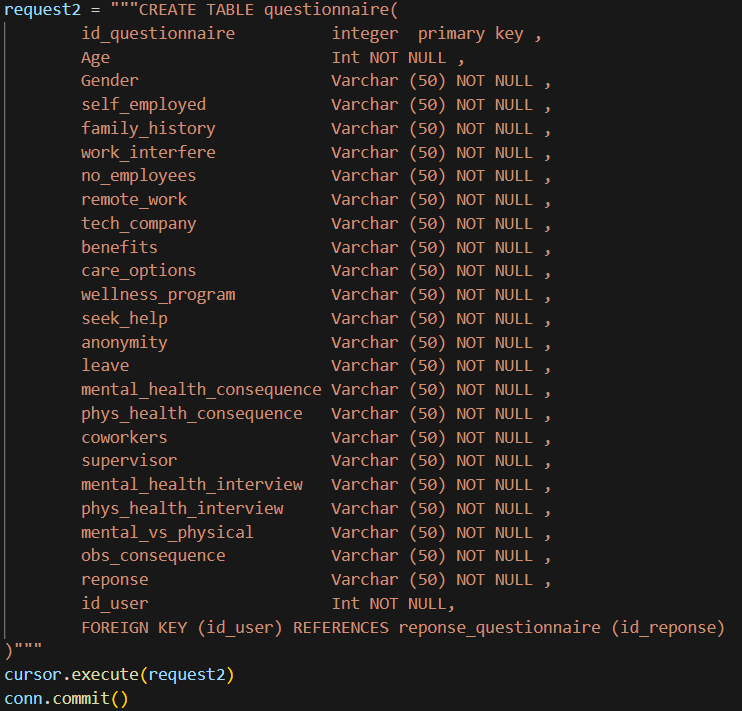 request2 = """CREATE TABLE questionnaire(
id_questionnaire integer primary key ,
Age Int NOT NULL ,
Gender Varchar (50) NOT NULL ,
self_employed Varchar (50) NOT NULL ,
family_history Varchar (50) NOT NULL ,
work_interfere Varchar (50) NOT NULL ,
no_employees Varchar (50) NOT NULL ,
remote_work Varchar (50) NOT NULL ,
tech_company Varchar (50) NOT NULL ,
benefits Varchar (50) NOT NULL ,
care_options Varchar (50) NOT NULL ,
wellness_program Varchar (50) NOT NULL ,
seek_help Varchar (50) NOT NULL ,
anonymity Varchar (50) NOT NULL ,
leave Varchar (50) NOT NULL ,
mental_health_consequence Varchar (50) NOT NULL ,
phys_health_consequence Varchar (50) NOT NULL ,
coworkers Varchar (50) NOT NULL ,
supervisor Varchar (50) NOT NULL ,
mental_health_interview Varchar (50) NOT NULL ,
phys_health_interview Varchar (50) NOT NULL ,
mental_vs_physical Varchar (50) NOT NULL ,
obs_consequence Varchar (50) NOT NULL ,
reponse Varchar (50) NOT NULL ,
id_user Int NOT NULL,
FOREIGN KEY (id_user) REFERENCES reponse_questionnaire (id_reponse)
)"""
cursor.execute(request2)
conn.commit()